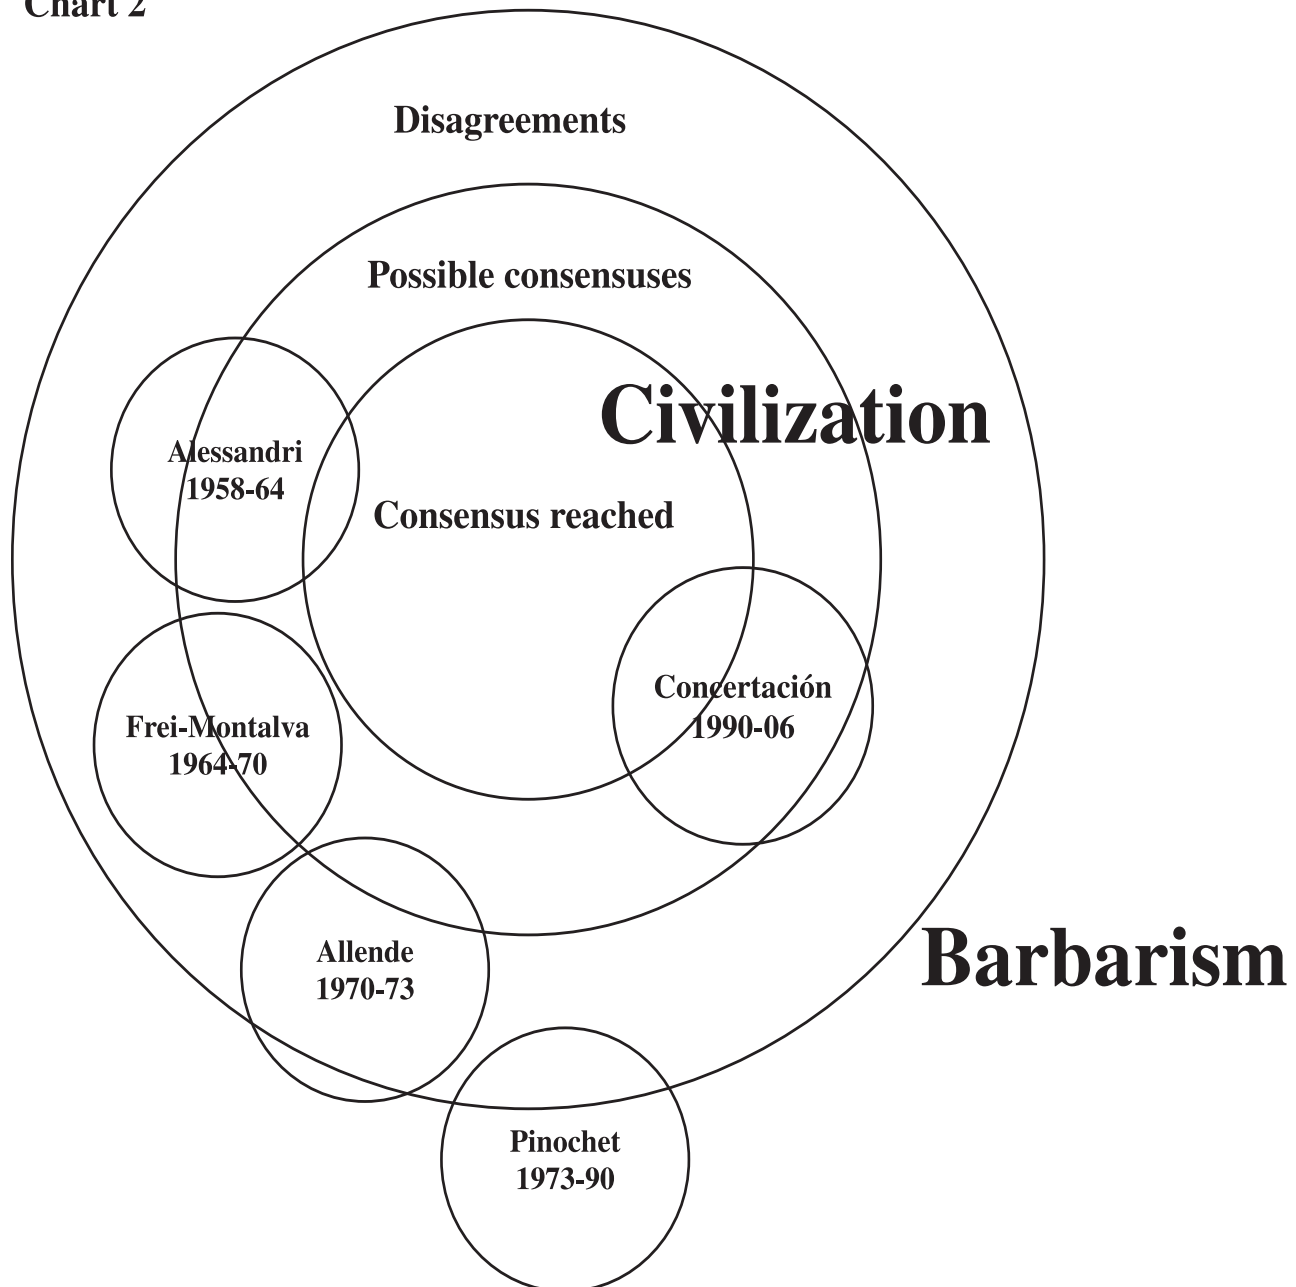 Chart 2
Disagreements
Possible consensuses
Civilization
Alessandri
1958-64
Consensus reached
Concertación
1990-06
Frei-Montalva
1964-70
Allende
1970-73
Barbarism
Pinochet
1973-90